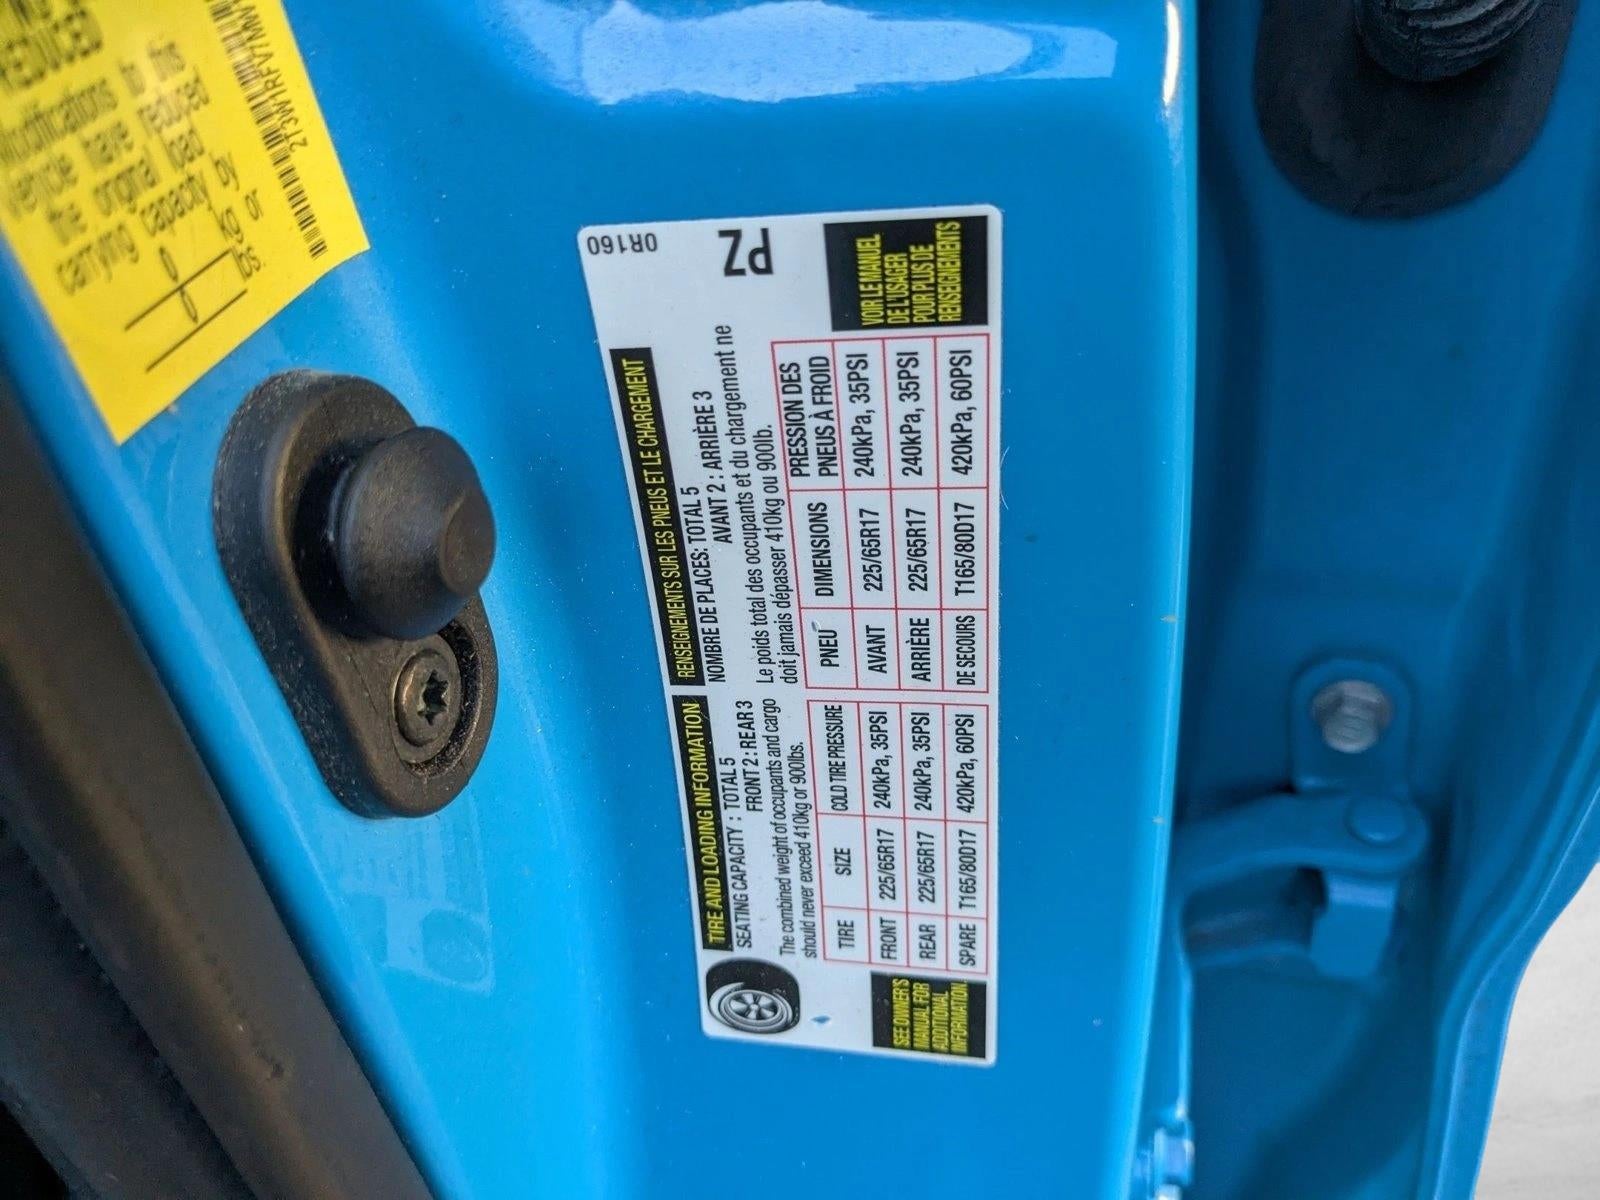 Modifications to this
vehicle have reduced
the original load
carrying capacity by
0 kgs or
0 lbs.
TIRE AND LOADING INFORMATION
SEATING CAPACITY : TOTAL 5
FRONT 2 : REAR 3
The combined weight of occupants and cargo
should never exceed 410kg or 900lbs.
TIRE SIZE COLD TIRE PRESSURE
FRONT 225/65R17 240kPa, 35PSI
REAR 225/65R17 240kPa, 35PSI
SPARE T165/80D17 420kPa, 60PSI
SEE OWNER'S
MANUAL FOR
ADDITIONAL
INFORMATION
RENSEIGNEMENTS SUR LES PNEUS ET LE CHARGEMENT
NOMBRE DE PLACES: TOTAL 5
AVANT 2 : ARRIÈRE 3
Le poids total des occupants et du chargement ne
doit jamais dépasser 410kg ou 900lb.
PNEU DIMENSIONS PRESSION DES
PNEUS À FROID
AVANT 225/65R17 240kPa, 35PSI
ARRIÈRE 225/65R17 240kPa, 35PSI
DE SECOURS T165/80D17 420kPa, 60PSI
VOIR LE MANUEL
DE L'USAGER
POUR PLUS DE
RENSEIGNEMENTS
0R160
PZ